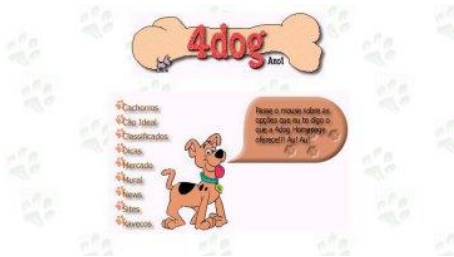 4dog
Ano1
Cachorros
Cão Ideal
Classificados
Dicas
Mercado
Mural
News
Sites
Xavecos
Passe o mouse sobre as
opções que eu te digo o
que a 4dog Homepage
oferece!!! Au! Au!